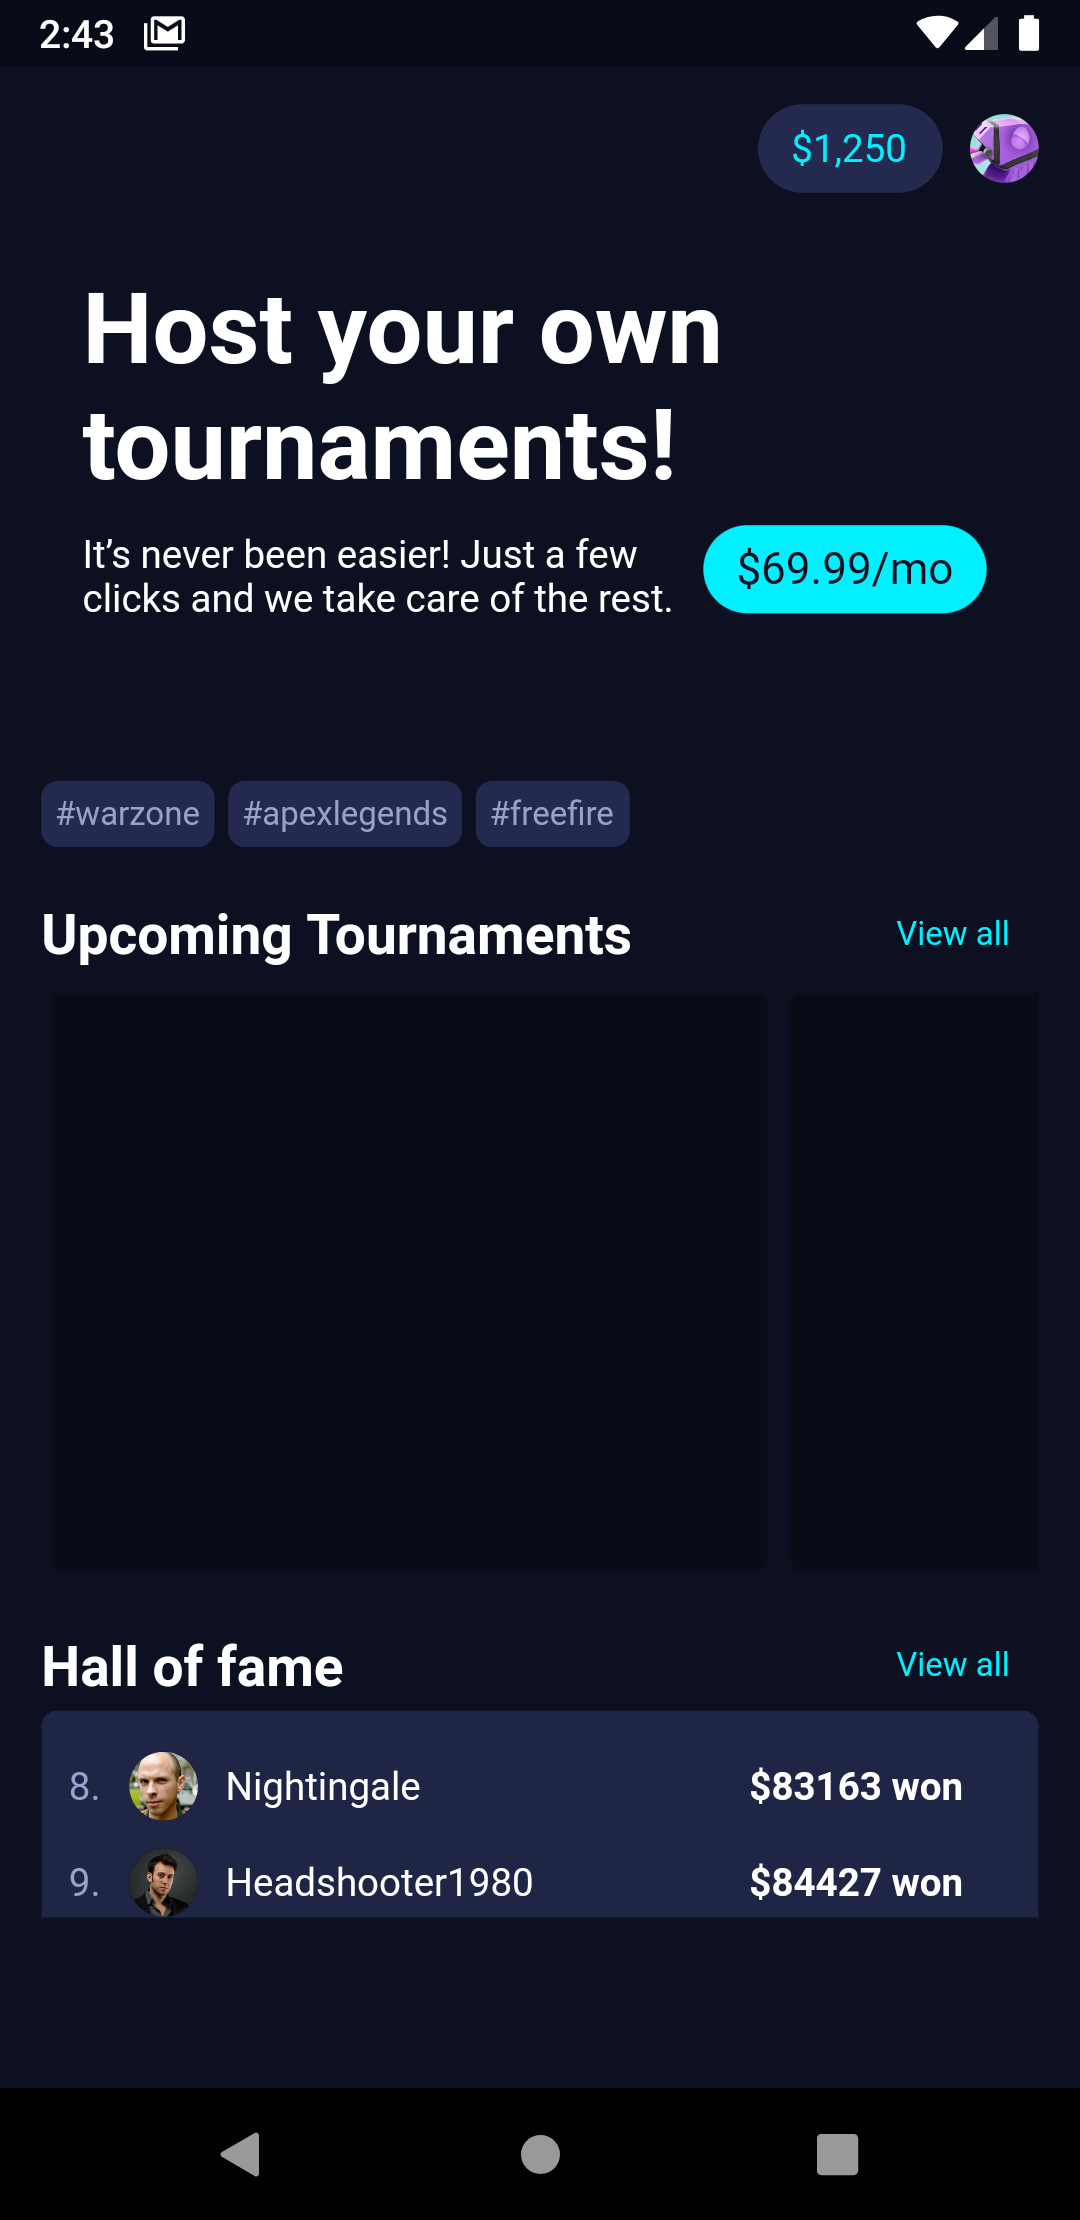 2:43
$1,250
Host your own
tournaments!
It’s never been easier! Just a few
clicks and we take care of the rest.
$69.99/mo
#warzone #apexlegends #freefire
Upcoming Tournaments View all
Hall of fame View all
8. Nightingale $83163 won
9. Headshooter1980 $84427 won